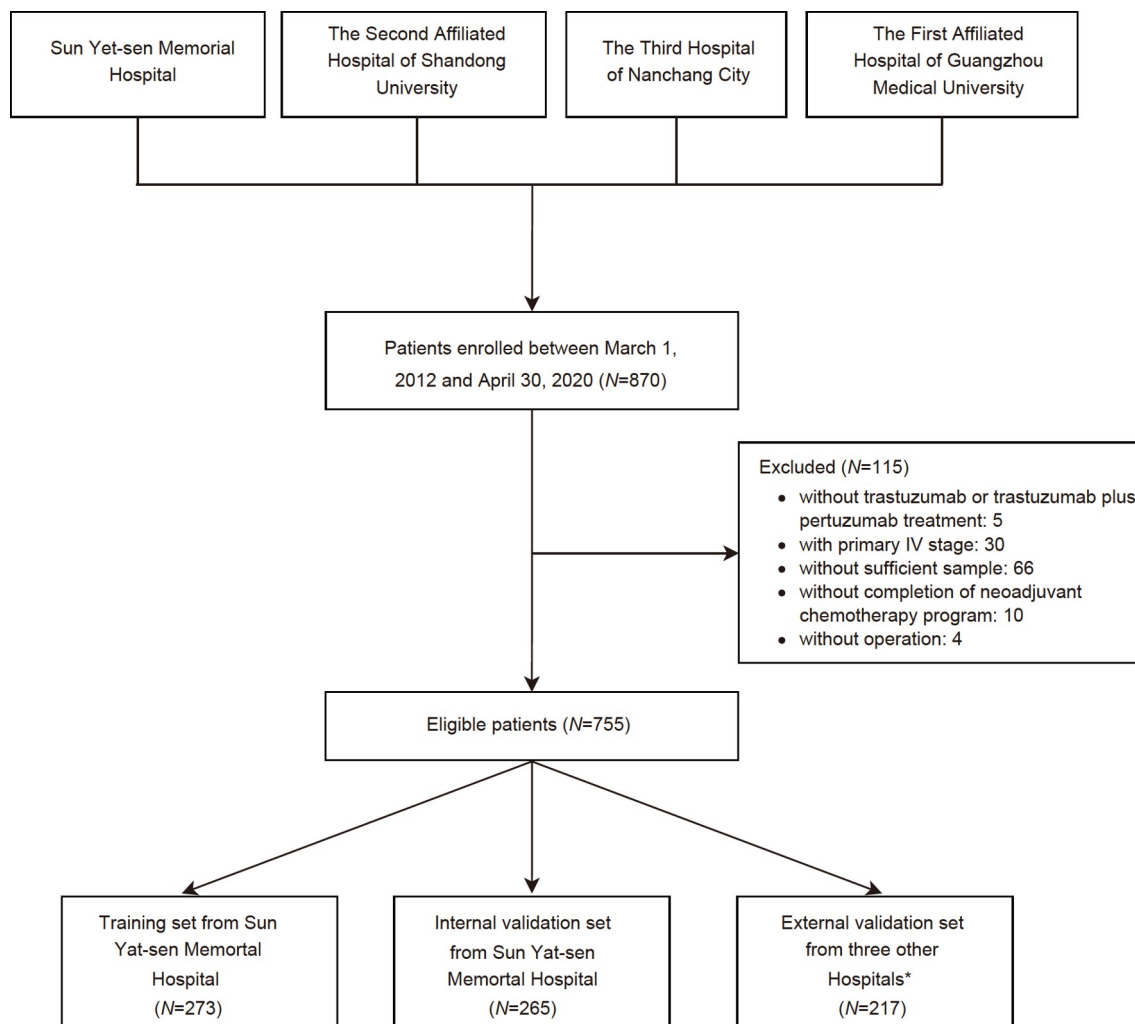 Sun Yet-sen Memorial
Hospital
The Second Affiliated
Hospital of Shandong
University
The Third Hospital
of Nanchang City
The First Affiliated
Hospital of Guangzhou
Medical University
Patients enrolled between March 1,
2012 and April 30, 2020 (N=870)
Excluded (N=115)
• without trastuzumab or trastuzumab plus
pertuzumab treatment: 5
• with primary IV stage: 30
• without sufficient sample: 66
• without completion of neoadjuvant
chemotherapy program: 10
• without operation: 4
Eligible patients (N=755)
Training set from Sun
Yat-sen Memortal
Hospital
(N=273)
Internal validation set
from Sun Yat-sen
Memortal Hospital
(N=265)
External validation set
from three other
Hospitals*
(N=217)